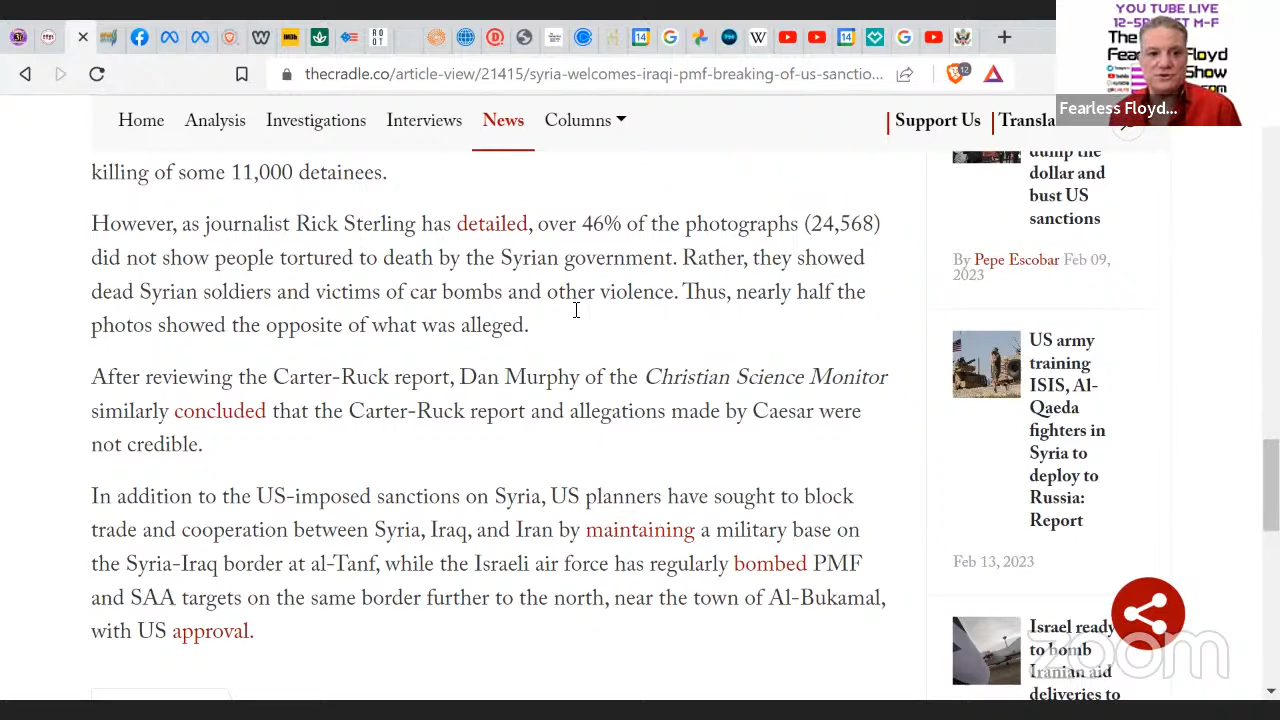 YOU TUBE LIVE
The
Floyd
Show
Fearless Floyd...
thecradle.co/article-view/21415/syria-welcomes-iraqi-pmf-breaking-of-us-sanctio...
12
Home Analysis Investigations Interviews News Columns
Support Us
killing of some 11,000 detainees.
However, as journalist Rick Sterling has detailed, over 46% of the photographs (24,568)
did not show people tortured to death by the Syrian government. Rather, they showed
dead Syrian soldiers and victims of car bombs and other violence. Thus, nearly half the
photos showed the opposite of what was alleged.
After reviewing the Carter-Ruck report, Dan Murphy of the Christian Science Monitor
similarly concluded that the Carter-Ruck report and allegations made by Caesar were
not credible.
In addition to the US-imposed sanctions on Syria, US planners have sought to block
trade and cooperation between Syria, Iraq, and Iran by maintaining a military base on
the Syria-Iraq border at al-Tanf, while the Israeli air force has regularly bombed PMF
and SAA targets on the same border further to the north, near the town of Al-Bukamal,
with US approval.
dump the
dollar and
bust US
sanctions
By Pepe Escobar Feb 09,
2023
US army
training
ISIS, Al-
Qaeda
fighters in
Syria to
deploy to
Russia:
Report
Feb 13, 2023
Israel ready
to bomb
Iranian aid
deliveries to
zoom